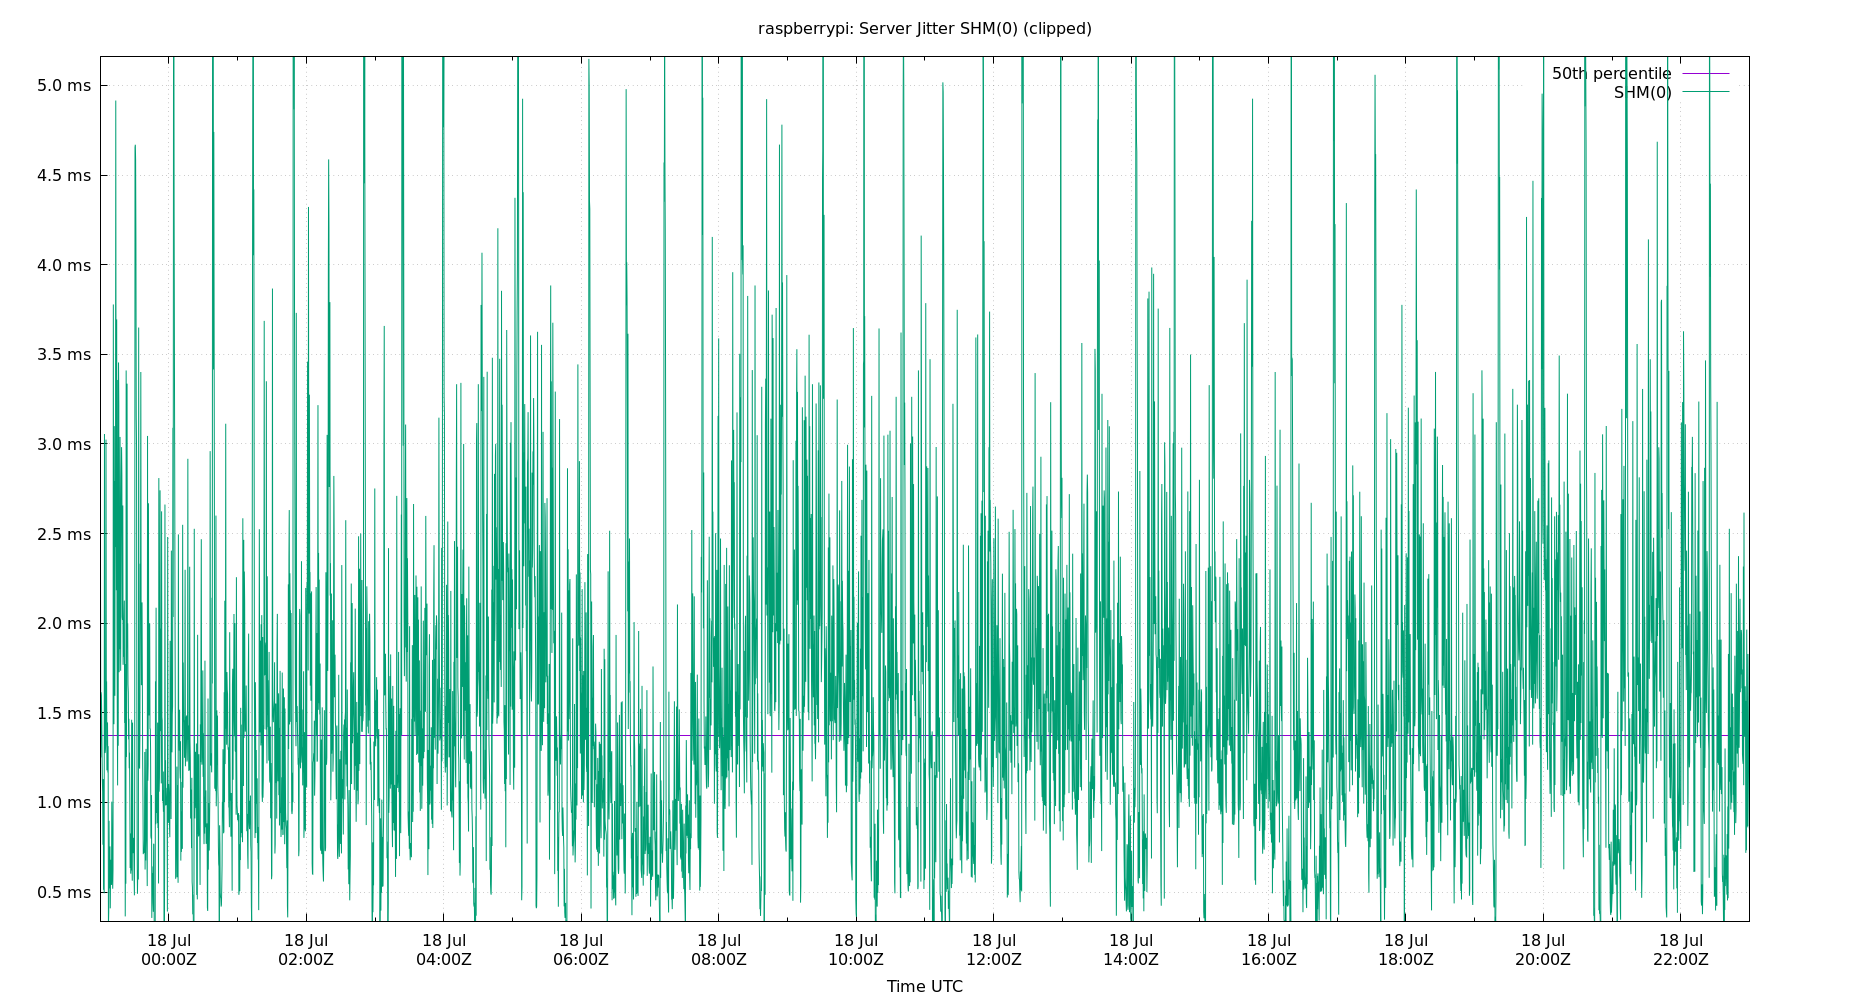 raspberrypi: Server Jitter SHM(0) (clipped)
50th percentile
SHM(0)
5.0 ms
4.5 ms
4.0 ms
3.5 ms
3.0 ms
2.5 ms
2.0 ms
1.5 ms
1.0 ms
0.5 ms
18 Jul 18 Jul 18 Jul 18 Jul 18 Jul 18 Jul 18 Jul 18 Jul 18 Jul 18 Jul 18 Jul 18 Jul
00:00Z 02:00Z 04:00Z 06:00Z 08:00Z 10:00Z 12:00Z 14:00Z 16:00Z 18:00Z 20:00Z 22:00Z
Time UTC